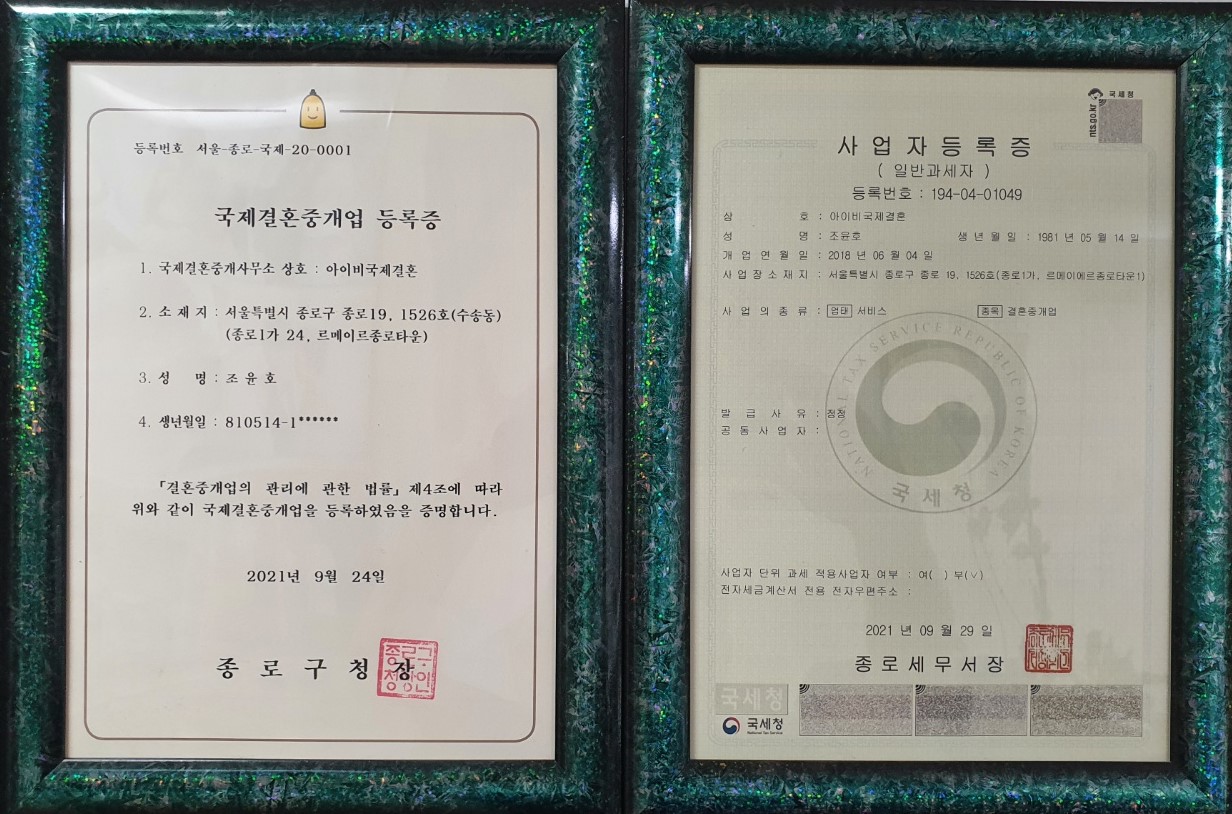 등록번호 서울-종로-국제-20-0001
국제결혼중개업 등록증
1. 국제결혼중개사무소 상호 : 아이비국제결혼
2. 소 재 지 : 서울특별시 종로구 종로19, 1526호(수송동)
(종로1가 24, 르메이르종로타운)
3. 성 명 : 조 윤 호
4. 생년월일 : 810514-1******
「결혼중개업의 관리에 관한 법률」 제4조에 따라
위와 같이 국제결혼중개업을 등록하였음을 증명합니다.
2021년 9월 24일
종 로 구 청 장
종로구
청장인
국세청
nts.go.kr
사 업 자 등 록 증
( 일반과세자 )
등록번호 : 194-04-01049
상 호 : 아이비국제결혼
성 명 : 조윤호 생 년 월 일 : 1981 년 05 월 14 일
개 업 연 월 일 : 2018 년 06 월 04 일
사 업 장 소 재 지 : 서울특별시 종로구 종로 19, 1526호(종로1가, 르메이에르종로타운1)
사 업 의 종 류 : 업태 서비스 종목 결혼중개업
NATIONAL TAX SERVICE REPUBLIC OF KOREA
국세청
발 급 사 유 : 정정
공 동 사 업 자 :
사업자 단위 과세 적용사업자 여부 : 여( ) 부(∨)
전자세금계산서 전용 전자우편주소 :
2021 년 09 월 29 일
종 로 세 무 서 장
국세청
국세청
National Tax Service